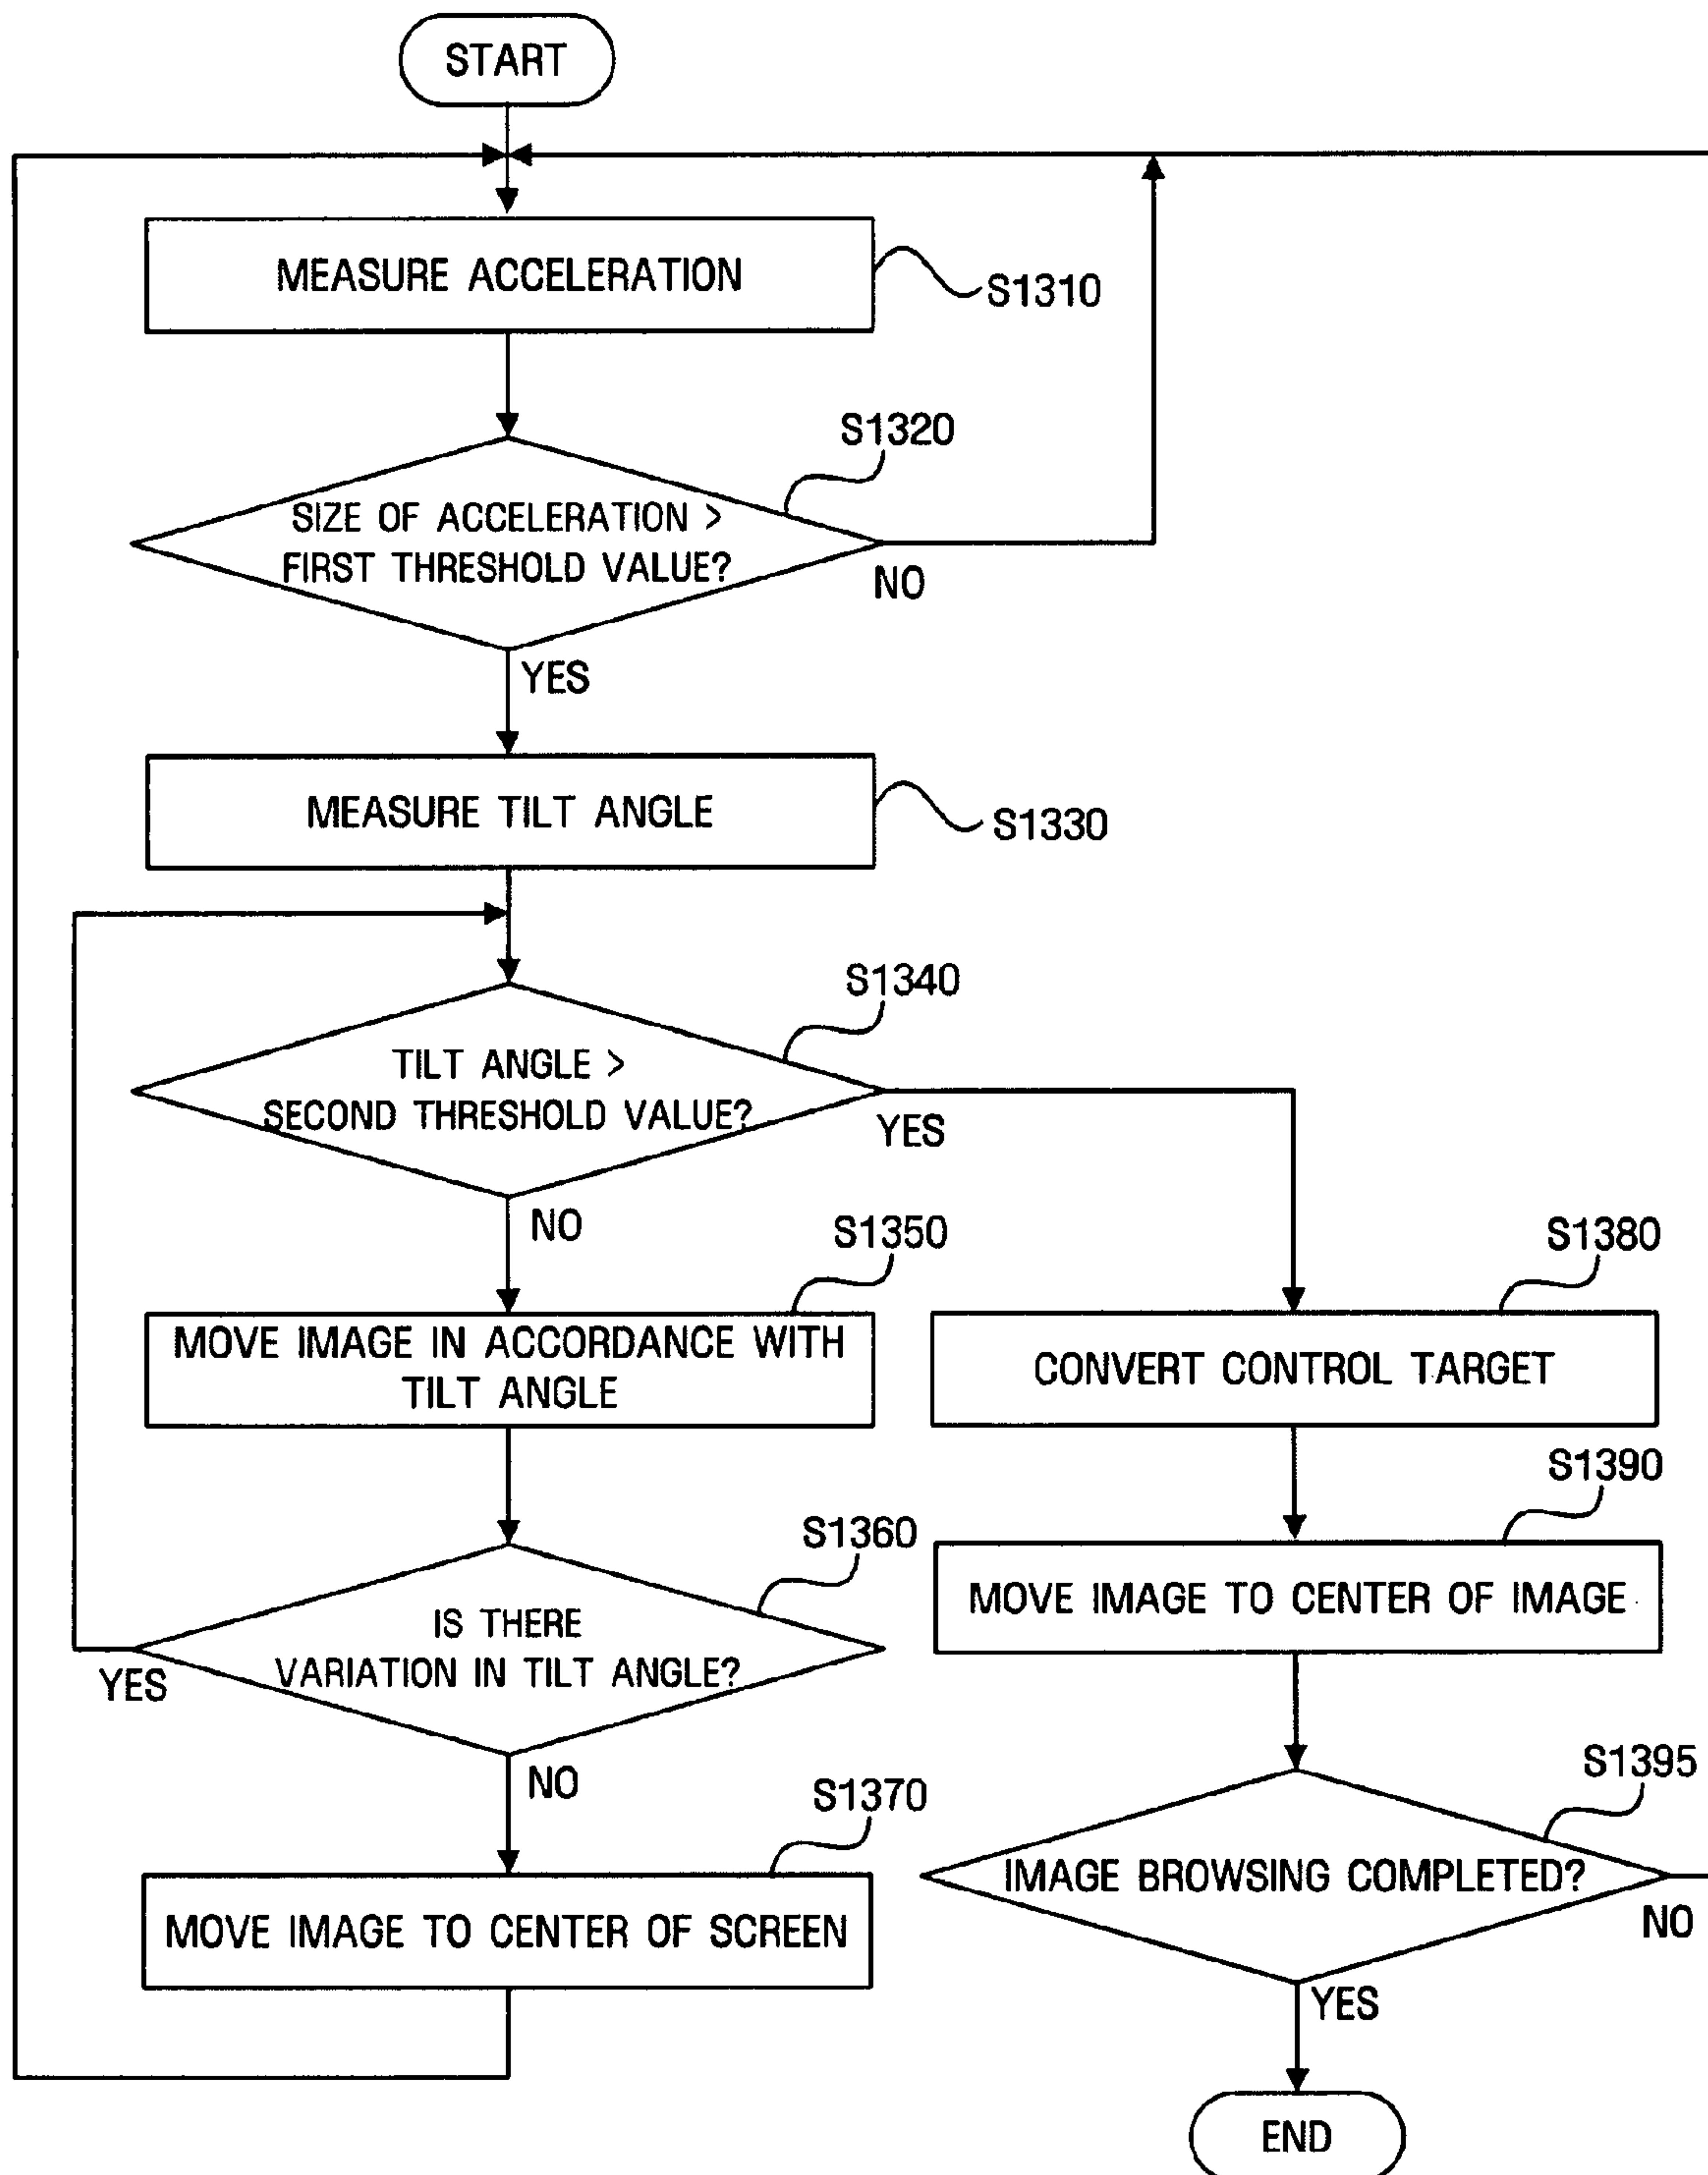 START
MEASURE ACCELERATION
S1310
S1320
SIZE OF ACCELERATION >
FIRST THRESHOLD VALUE?
NO
YES
MEASURE TILT ANGLE
S1330
S1340
TILT ANGLE >
SECOND THRESHOLD VALUE?
YES
NO
S1350
MOVE IMAGE IN ACCORDANCE WITH
TILT ANGLE
S1380
CONVERT CONTROL TARGET
S1390
MOVE IMAGE TO CENTER OF IMAGE
S1360
IS THERE
VARIATION IN TILT ANGLE?
YES
NO
S1370
MOVE IMAGE TO CENTER OF SCREEN
S1395
IMAGE BROWSING COMPLETED?
NO
YES
END